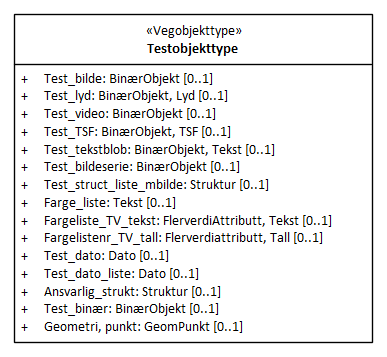 «Vegobjekttype»
Testobjekttype
+ Test_bilde: BinærObjekt [0..1]
+ Test_lyd: BinærObjekt, Lyd [0..1]
+ Test_video: BinærObjekt [0..1]
+ Test_TSF: BinærObjekt, TSF [0..1]
+ Test_tekstblob: BinærObjekt, Tekst [0..1]
+ Test_bildeserie: BinærObjekt [0..1]
+ Test_struct_liste_mbilde: Struktur [0..1]
+ Farge_liste: Tekst [0..1]
+ Fargeliste_TV_tekst: FlerverdiAttributt, Tekst [0..1]
+ Fargelistenr_TV_tall: Flerverdiattributt, Tall [0..1]
+ Test_dato: Dato [0..1]
+ Test_dato_liste: Dato [0..1]
+ Ansvarlig_strukt: Struktur [0..1]
+ Test_binær: BinærObjekt [0..1]
+ Geometri, punkt: GeomPunkt [0..1]